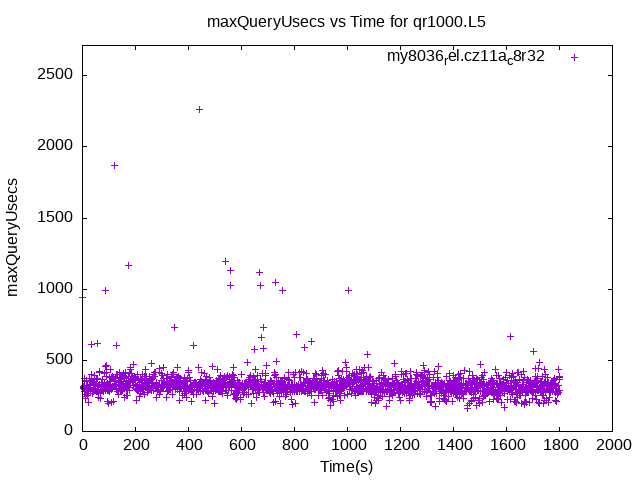 maxQueryUsecs vs Time for qr1000.L5
my8036rel.cz11ac8r32
maxQueryUsecs
2500
2000
1500
1000
500
0
0 200 400 600 800 1000 1200 1400 1600 1800 2000
Time(s)